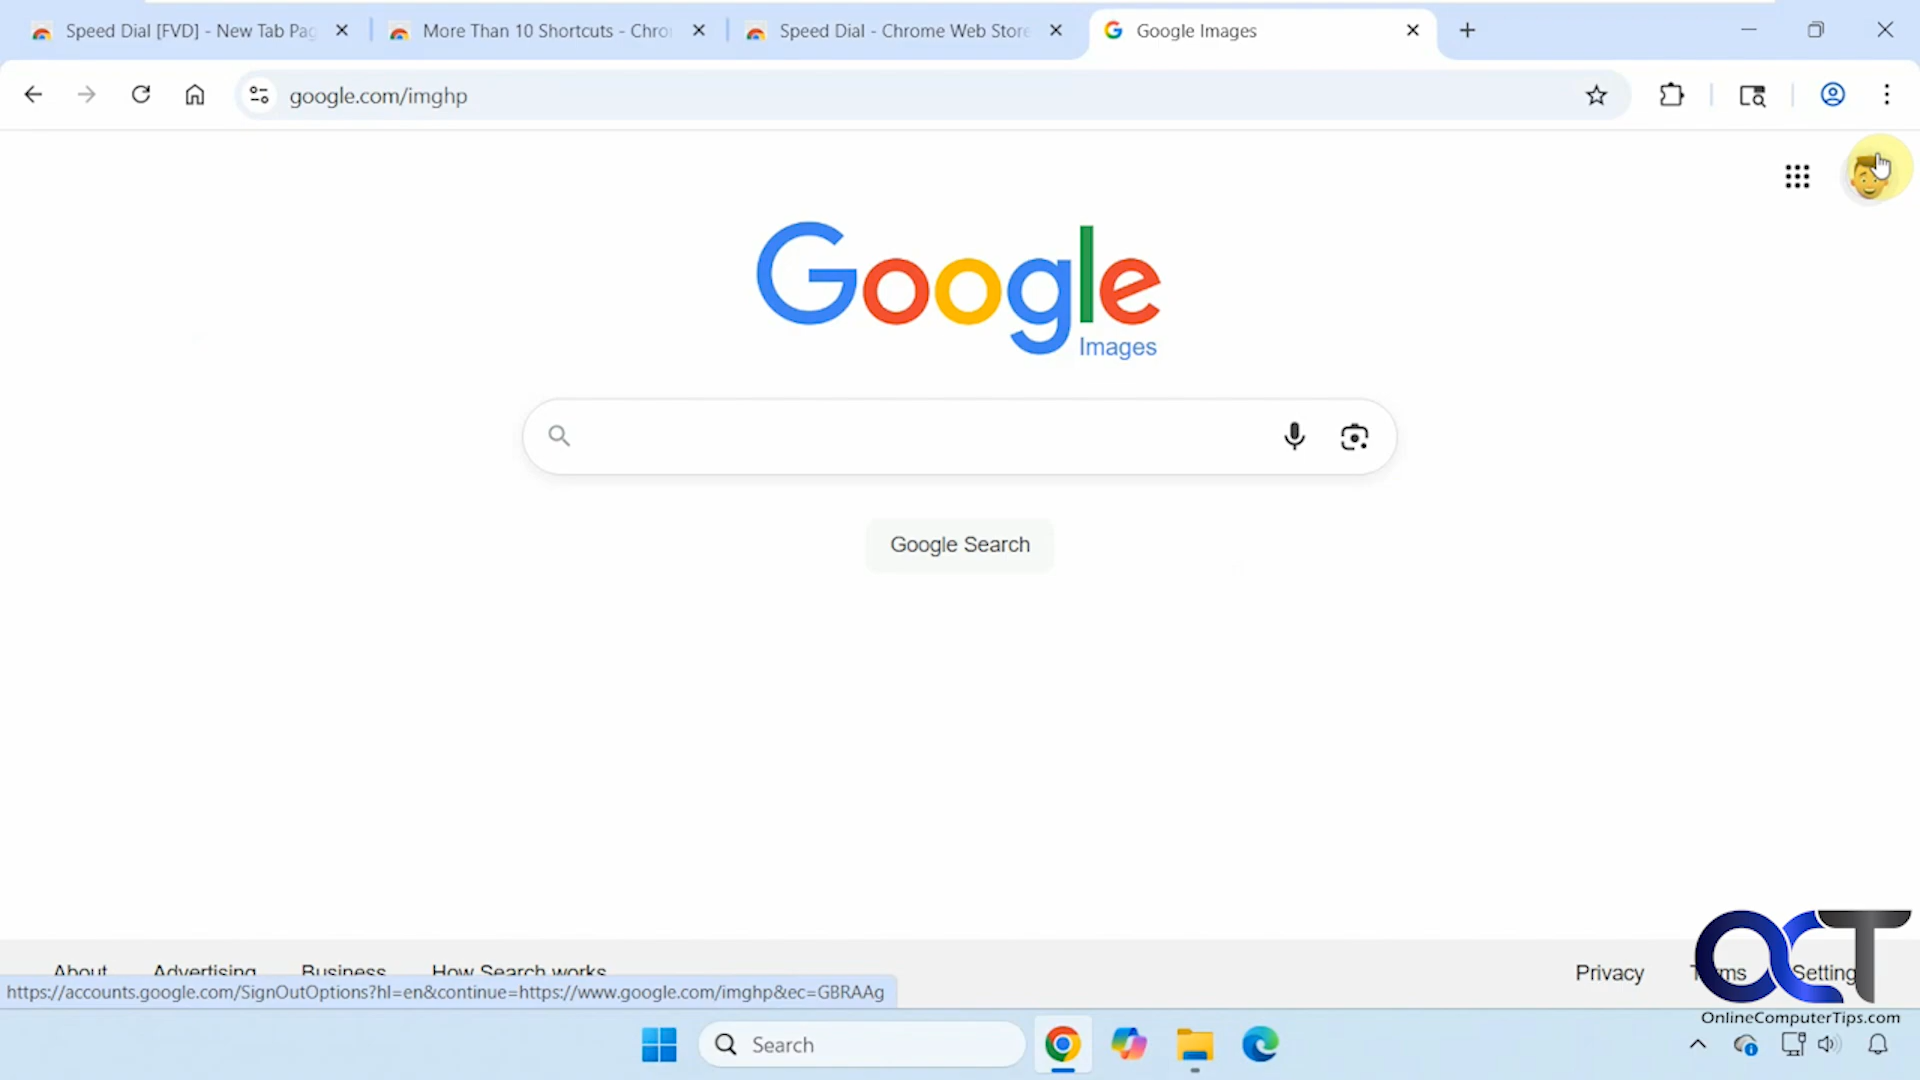 Speed Dial [FVD] - New Tab Pag
More Than 10 Shortcuts - Chro
Speed Dial - Chrome Web Store
Google Images
google.com/imghp
Google
Images
Google Search
About Advertising Business How Search works
Privacy Terms Setting
https://accounts.google.com/SignOutOptions?hl=en&continue=https://www.google.com/imghp&ec=GBRAAg
OCT
OnlineComputerTips.com
Search